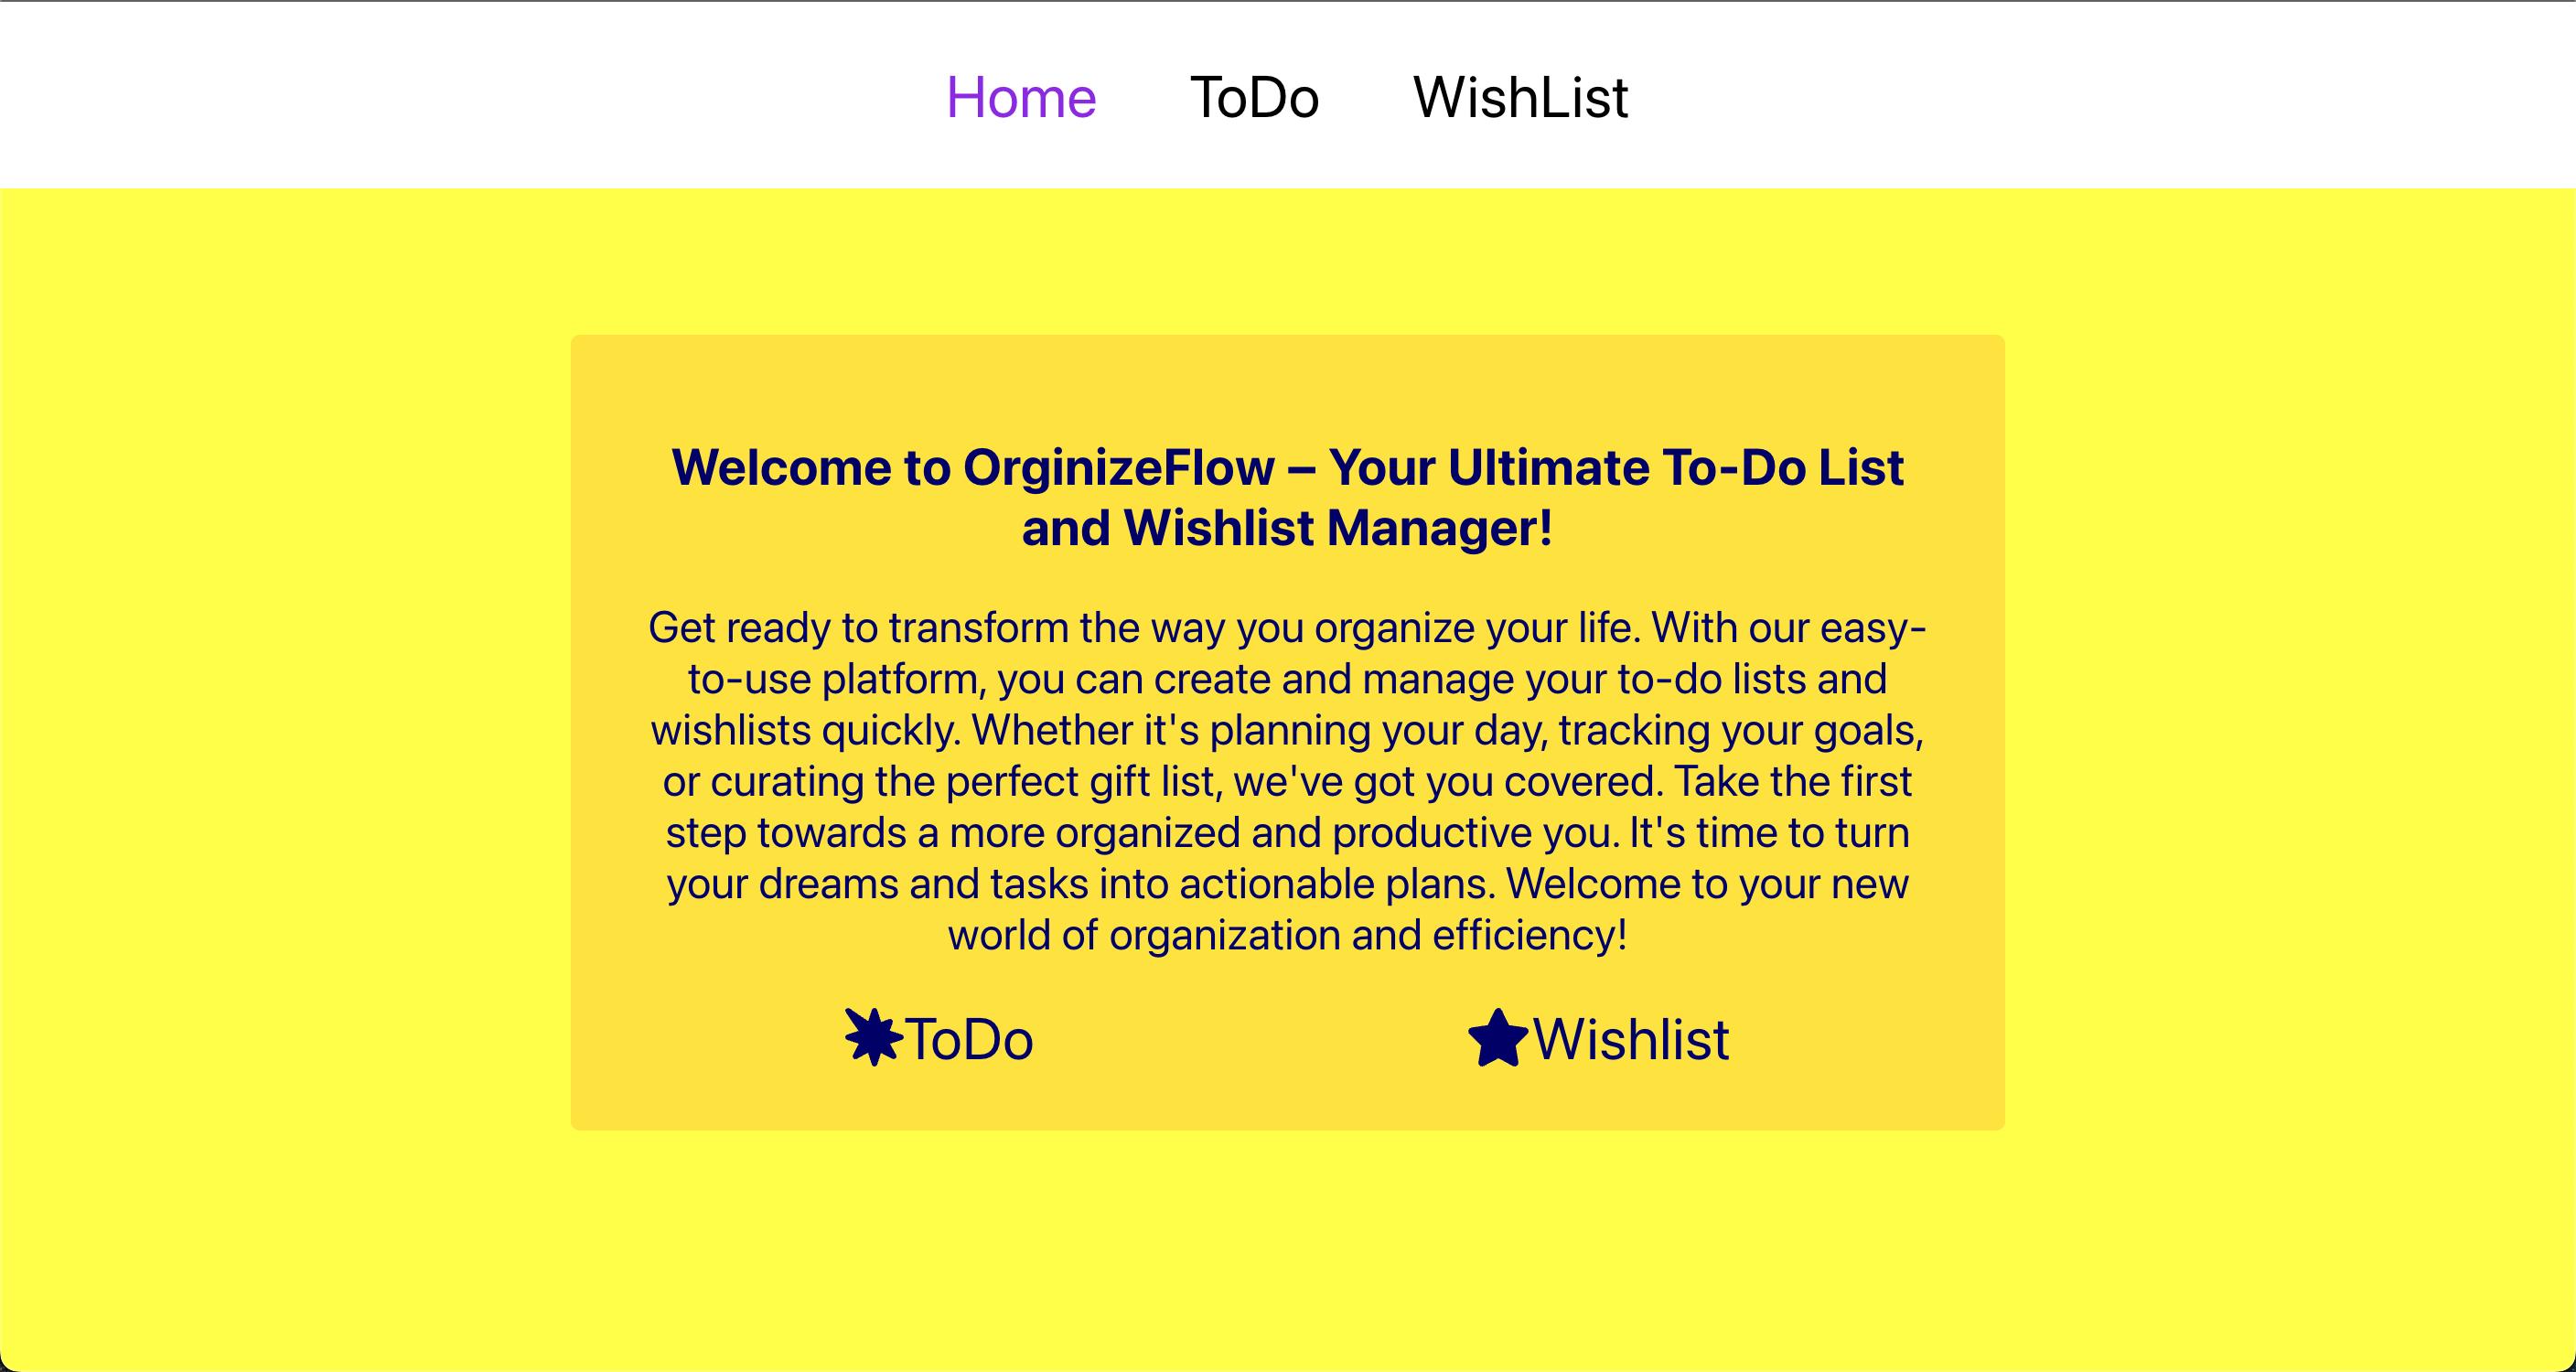 Home ToDo WishList
Welcome to OrginizeFlow – Your Ultimate To-Do List
and Wishlist Manager!
Get ready to transform the way you organize your life. With our easy-
to-use platform, you can create and manage your to-do lists and
wishlists quickly. Whether it's planning your day, tracking your goals,
or curating the perfect gift list, we've got you covered. Take the first
step towards a more organized and productive you. It's time to turn
your dreams and tasks into actionable plans. Welcome to your new
world of organization and efficiency!
ToDo Wishlist